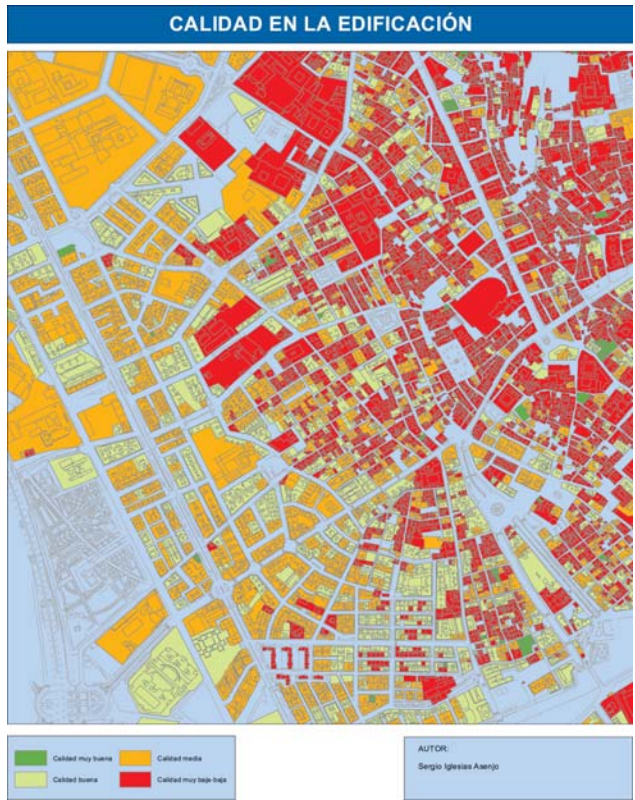 CALIDAD EN LA EDIFICACIÓN
Calidad muy buena
Calidad media
Calidad buena
Calidad muy baja-baja
AUTOR:
Sergio Iglesias Asenjo